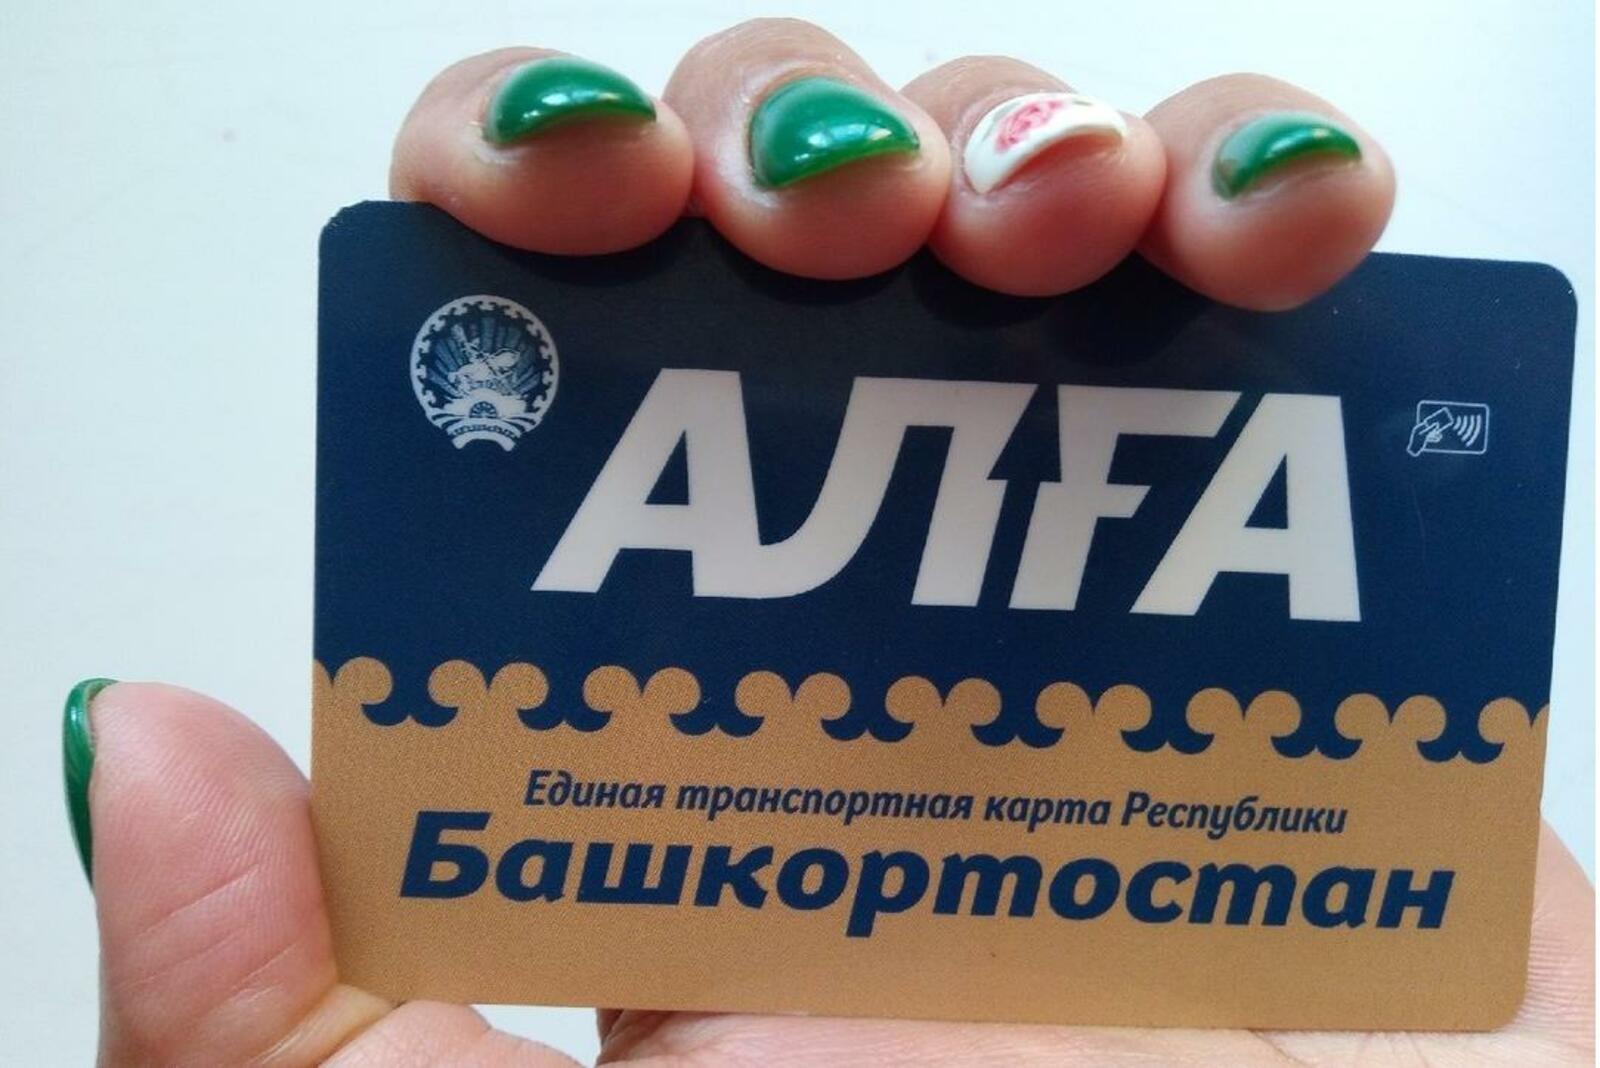 АЛҒА
Единая транспортная карта Республики
Башкортостан